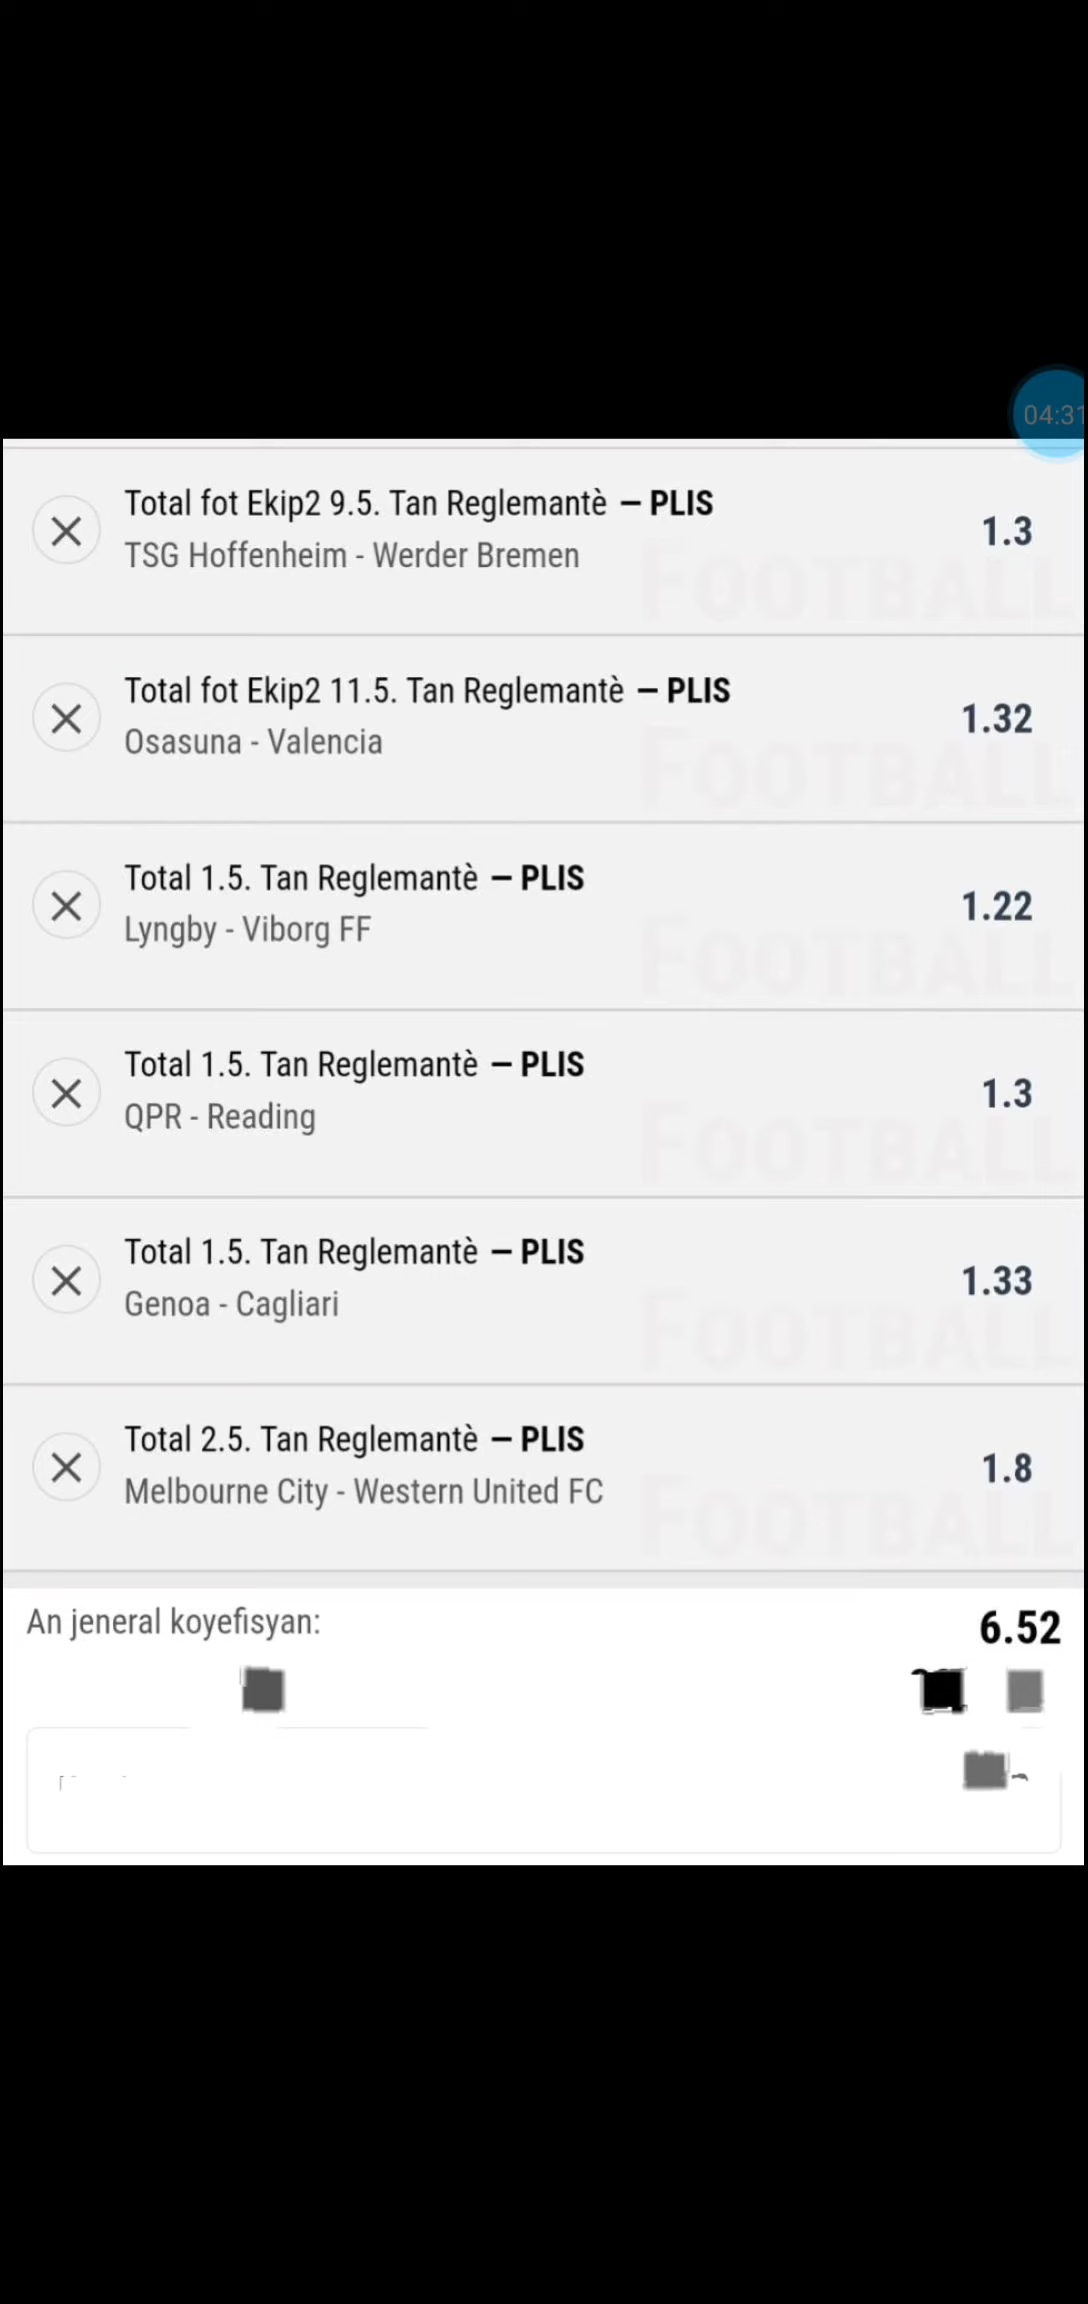 04:31
Total fot Ekip2 9.5. Tan Reglemantè – PLIS
1.3
TSG Hoffenheim - Werder Bremen
FOOTBALL
Total fot Ekip2 11.5. Tan Reglemantè – PLIS
1.32
Osasuna - Valencia
FOOTBALL
Total 1.5. Tan Reglemantè – PLIS
1.22
Lyngby - Viborg FF
FOOTBALL
Total 1.5. Tan Reglemantè – PLIS
1.3
QPR - Reading
FOOTBALL
Total 1.5. Tan Reglemantè – PLIS
1.33
Genoa - Cagliari
FOOTBALL
Total 2.5. Tan Reglemantè – PLIS
1.8
Melbourne City - Western United FC
FOOTBALL
An jeneral koyefisyan: 6.52